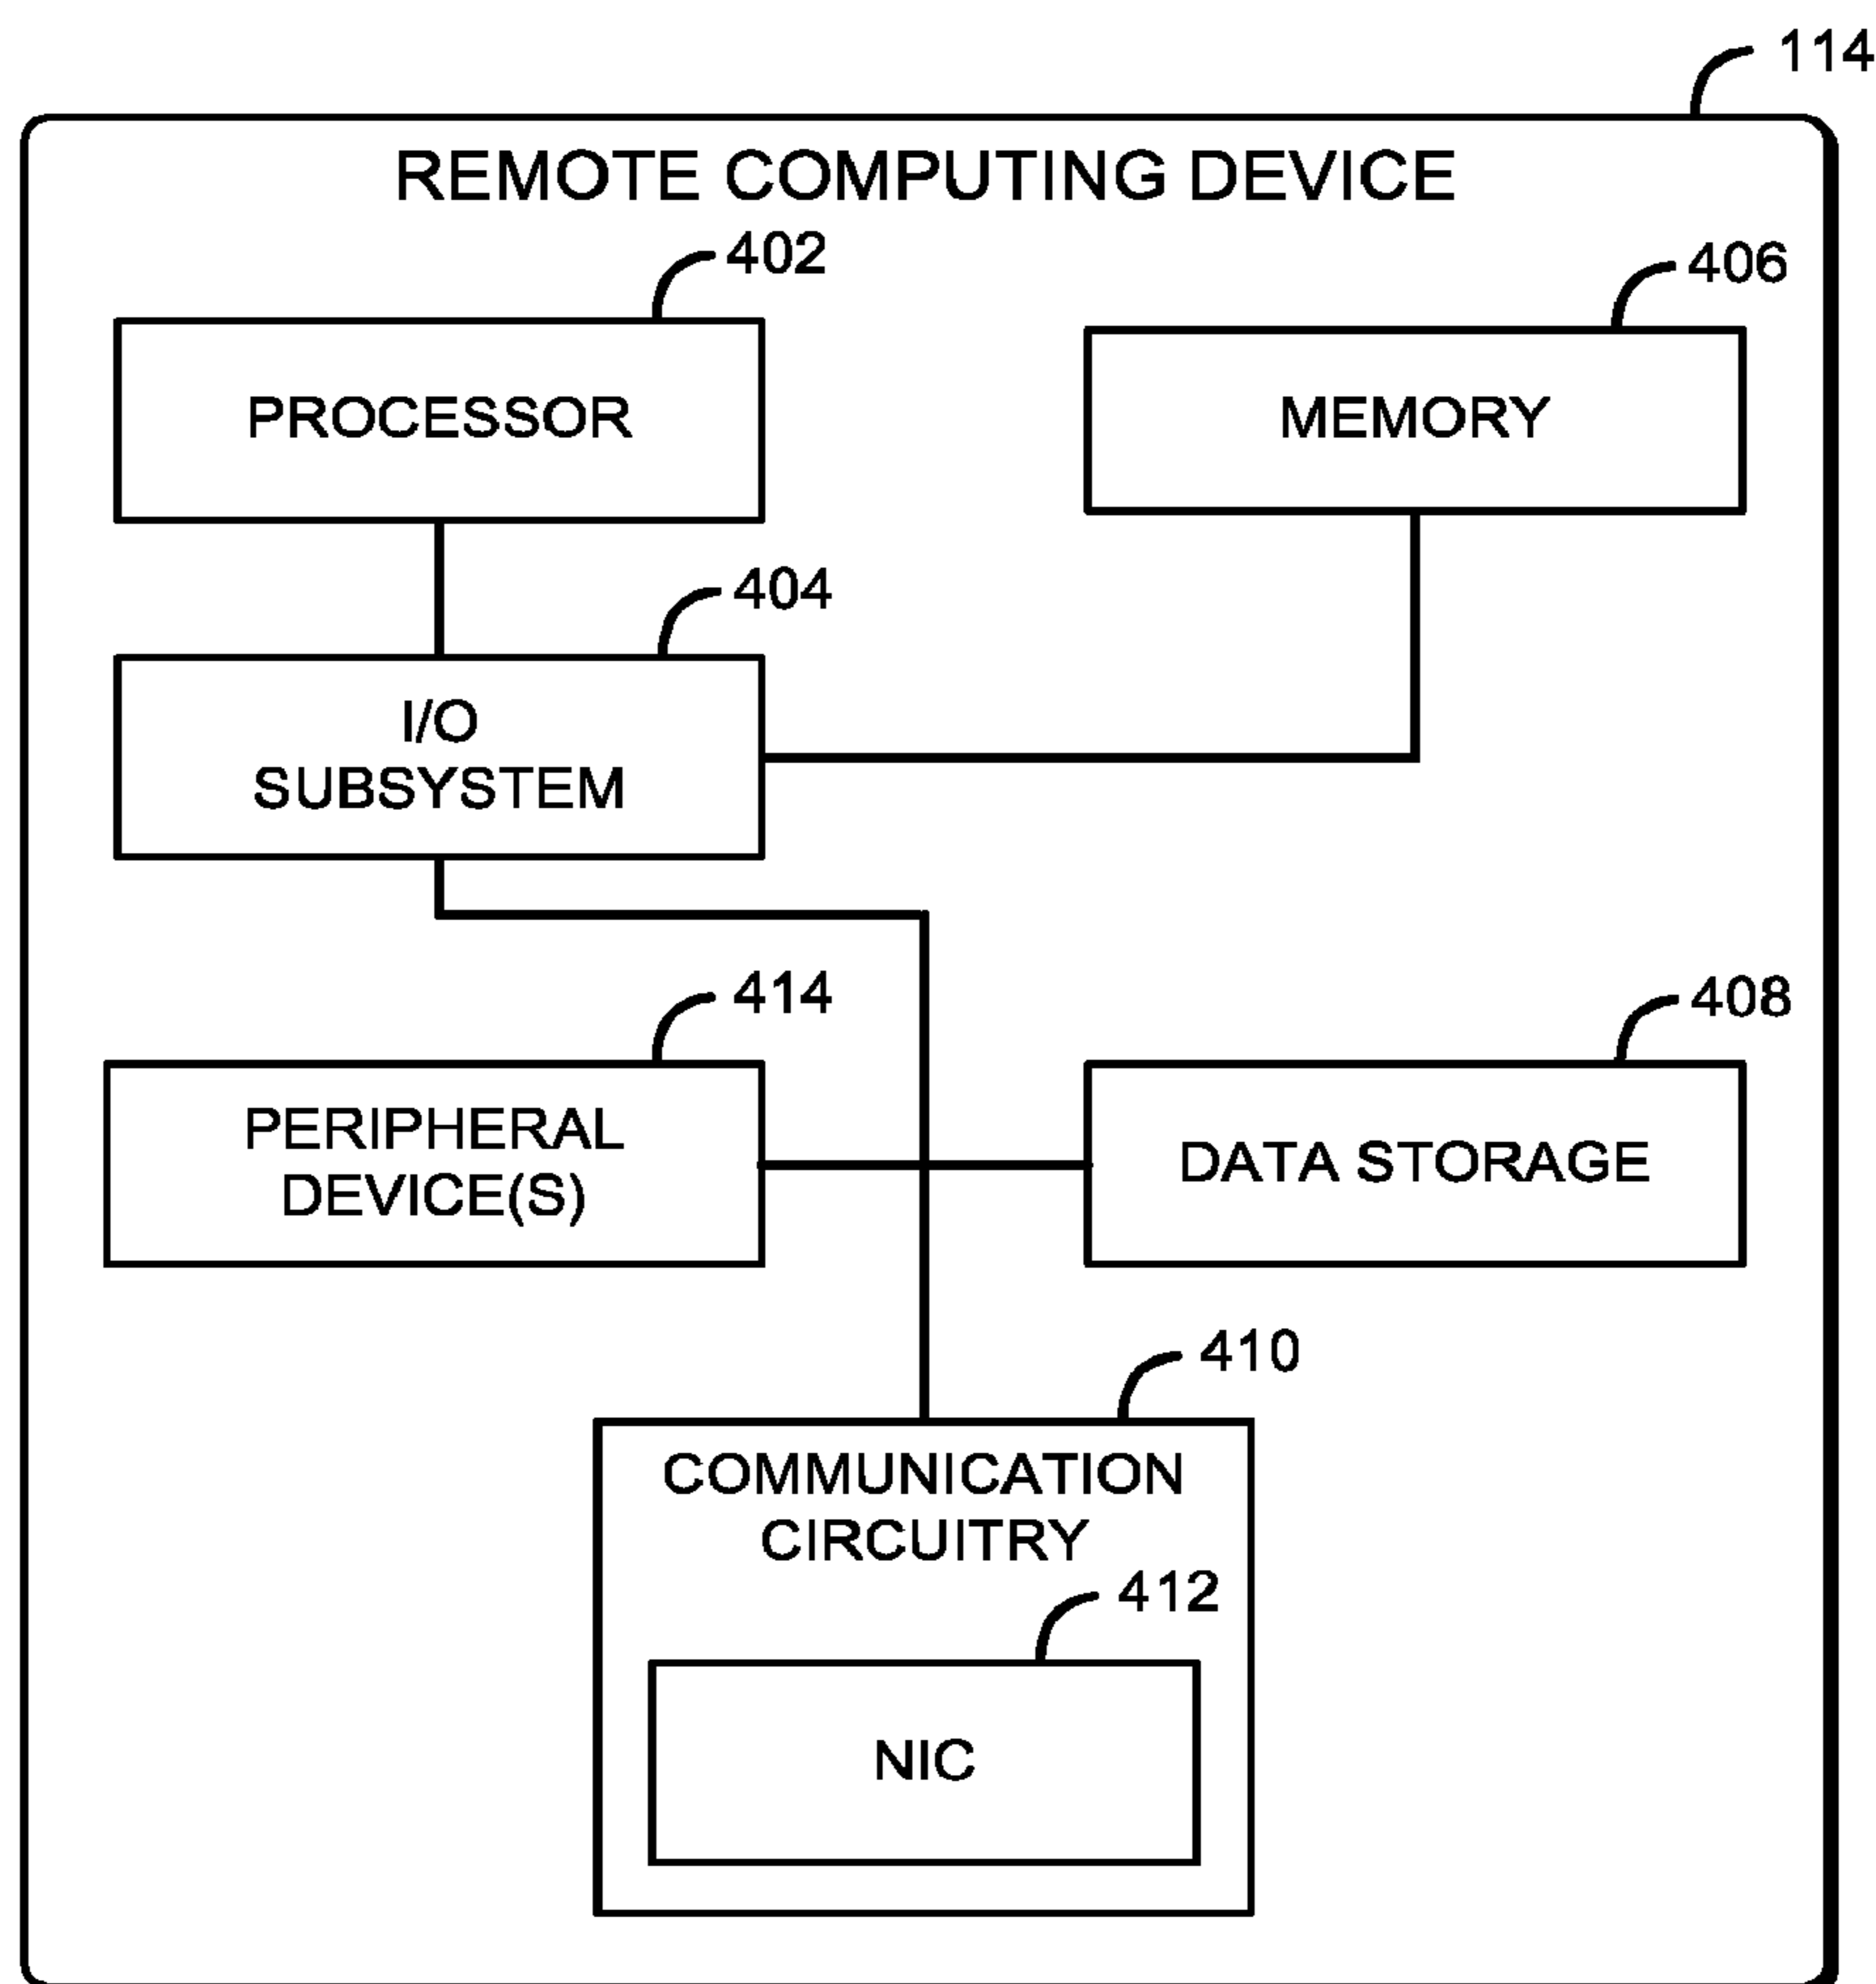 114
REMOTE COMPUTING DEVICE
402
406
PROCESSOR
MEMORY
404
I/O
SUBSYSTEM
414
408
PERIPHERAL
DEVICE(S)
DATA STORAGE
410
COMMUNICATION
CIRCUITRY
412
NIC